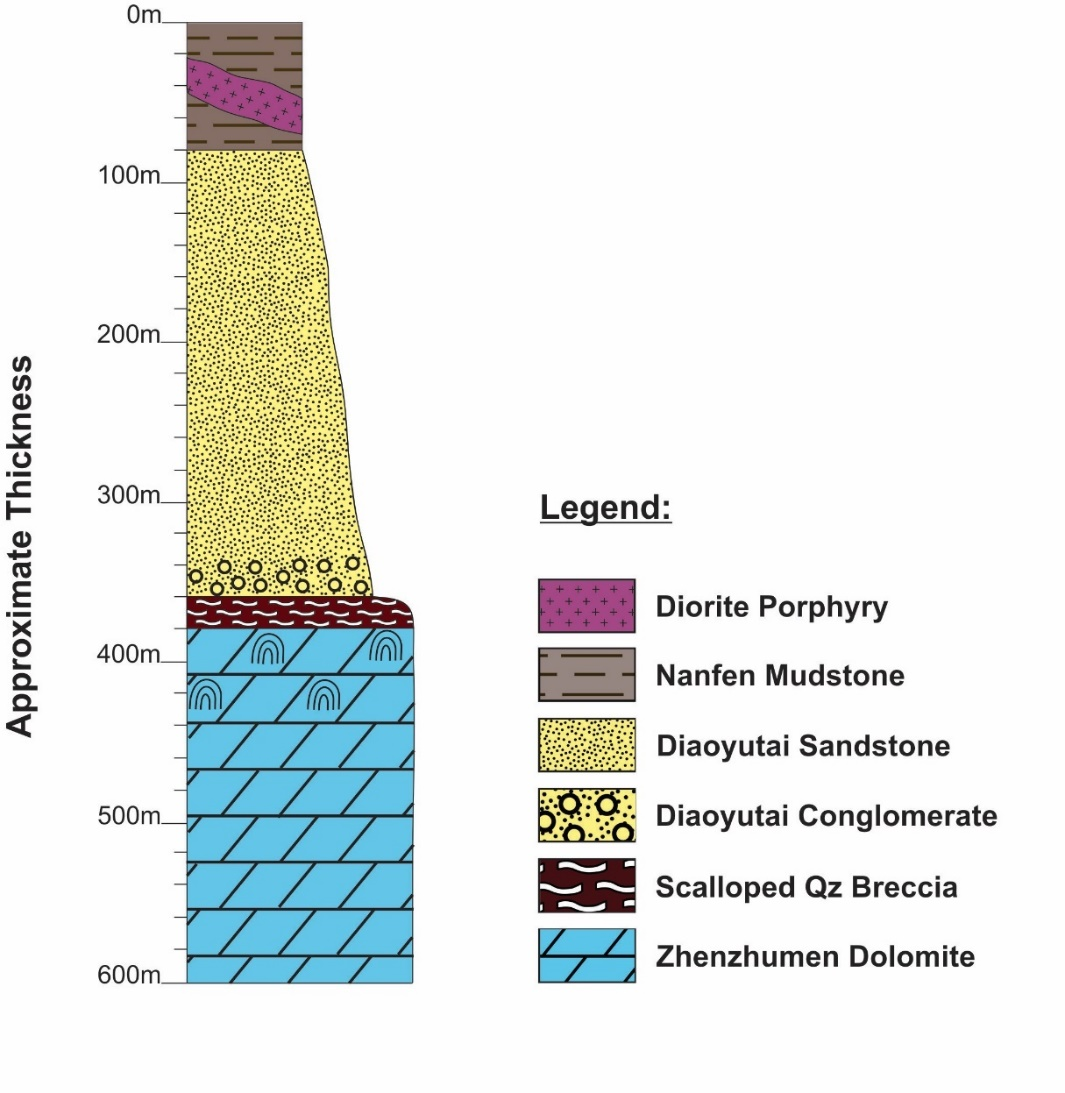 0m
100m
200m
300m
400m
500m
600m
Approximate Thickness
Legend:
Diorite Porphyry
Nanfen Mudstone
Diaoyutai Sandstone
Diaoyutai Conglomerate
Scalloped Qz Breccia
Zhenzhumen Dolomite